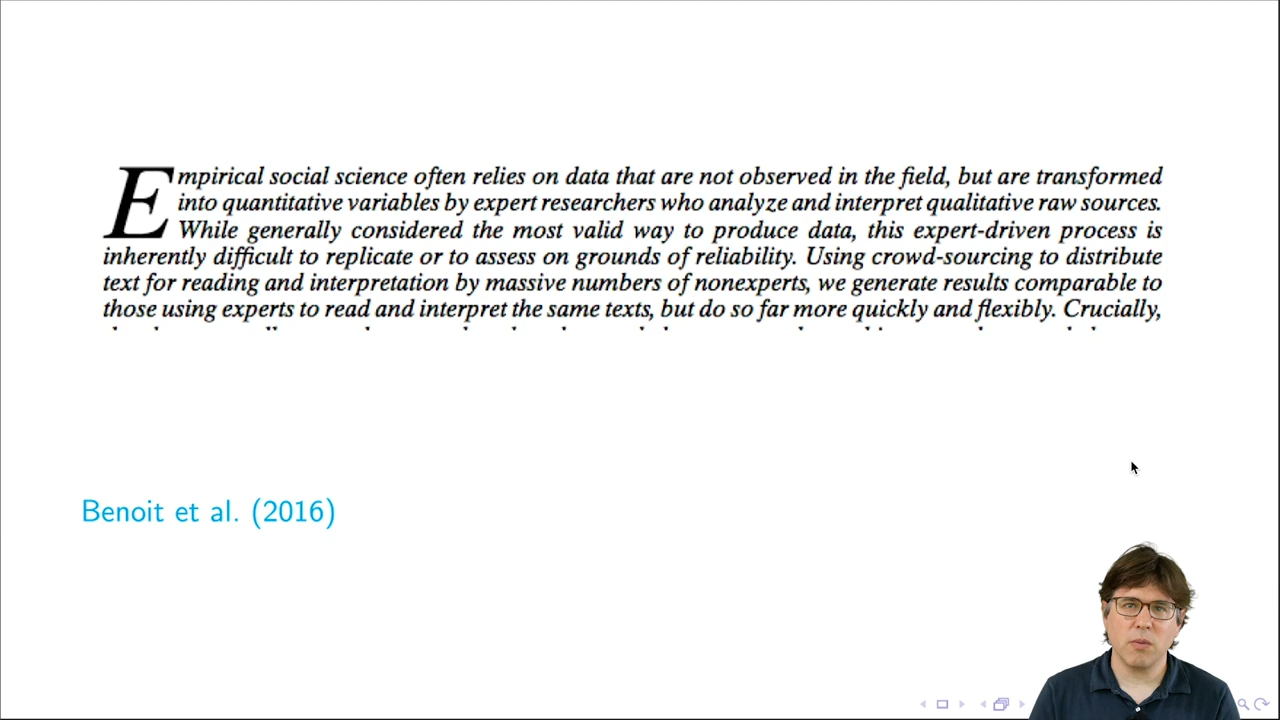 Empirical social science often relies on data that are not observed in the field, but are transformed
into quantitative variables by expert researchers who analyze and interpret qualitative raw sources.
While generally considered the most valid way to produce data, this expert-driven process is
inherently difficult to replicate or to assess on grounds of reliability. Using crowd-sourcing to distribute
text for reading and interpretation by massive numbers of nonexperts, we generate results comparable to
those using experts to read and interpret the same texts, but do so far more quickly and flexibly. Crucially,
Benoit et al. (2016)